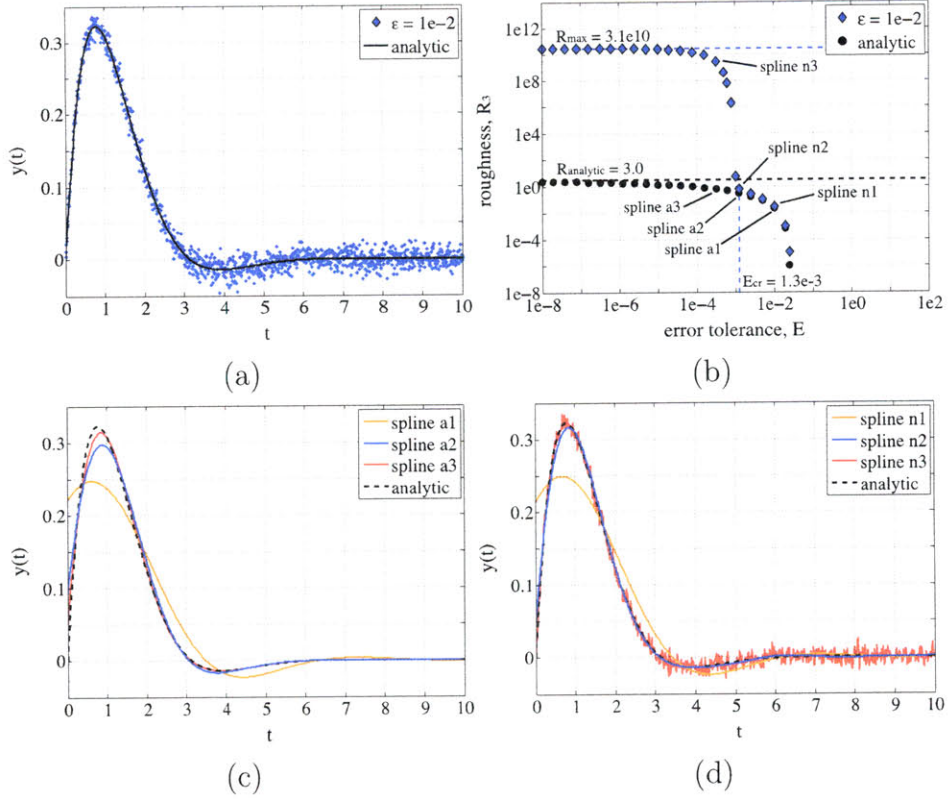 ε = 1e-2
analytic
y(t)
0.3
0.2
0.1
0
0 1 2 3 4 5 6 7 8 9 10
t
(a)
1e12
1e8
1e4
1e0
1e-4
1e-8
roughness, R3
Rmax = 3.1e10
spline n3
ε = 1e-2
analytic
spline n2
Ranalytic = 3.0
spline n1
spline a3
spline a2
spline a1
Ecr = 1.3e-3
1e-8 1e-6 1e-4 1e-2 1e0 1e2
error tolerance, E
(b)
spline a1
spline a2
spline a3
analytic
y(t)
0.3
0.2
0.1
0
0 1 2 3 4 5 6 7 8 9 10
t
(c)
spline n1
spline n2
spline n3
analytic
y(t)
0.3
0.2
0.1
0
0 1 2 3 4 5 6 7 8 9 10
t
(d)